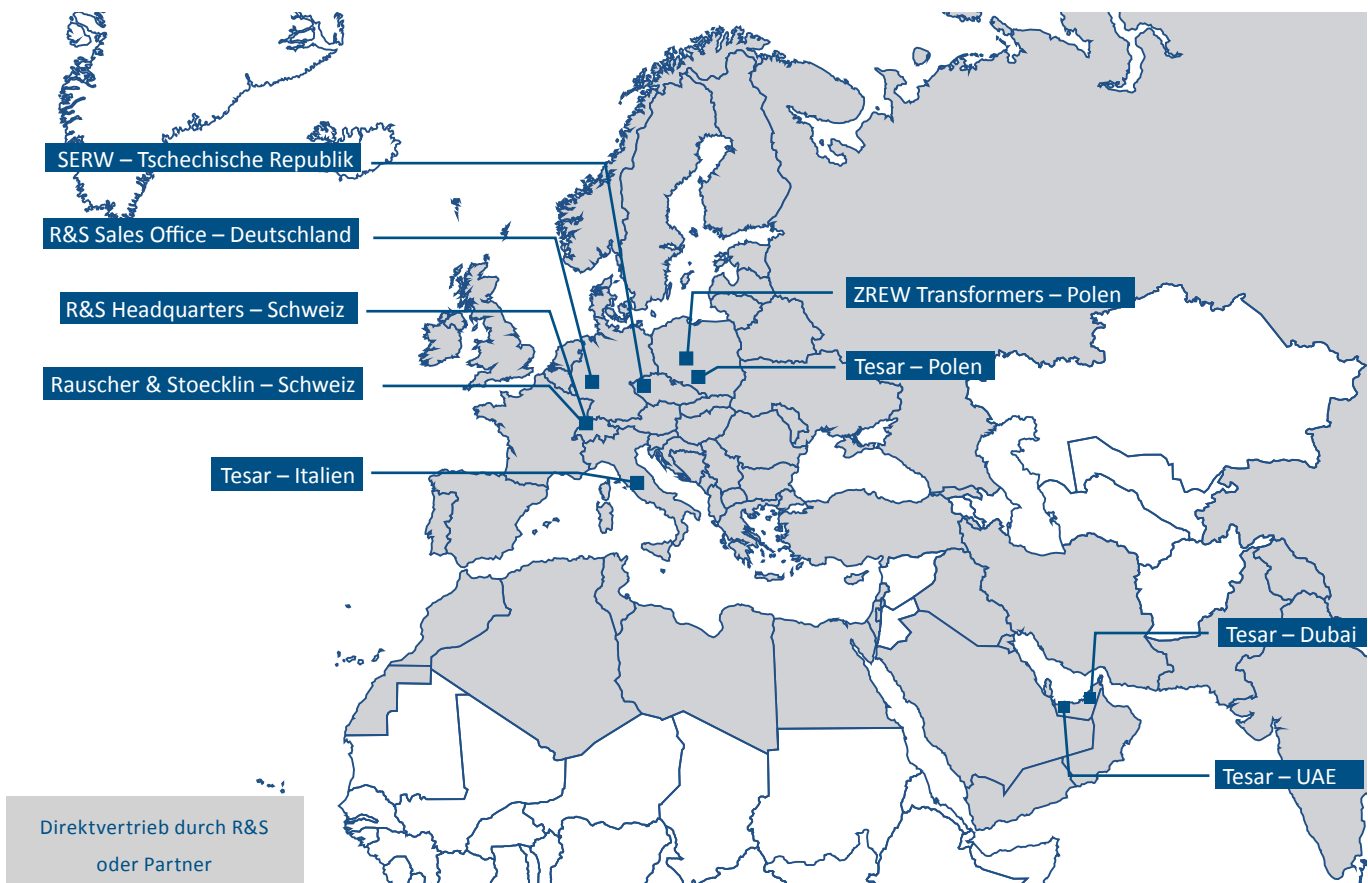 SERW – Tschechische Republik
R&S Sales Office – Deutschland
R&S Headquarters – Schweiz
Rauscher & Stoecklin – Schweiz
Tesar – Italien
ZREW Transformers – Polen
Tesar – Polen
Tesar – Dubai
Tesar – UAE
Direktvertrieb durch R&S
oder Partner